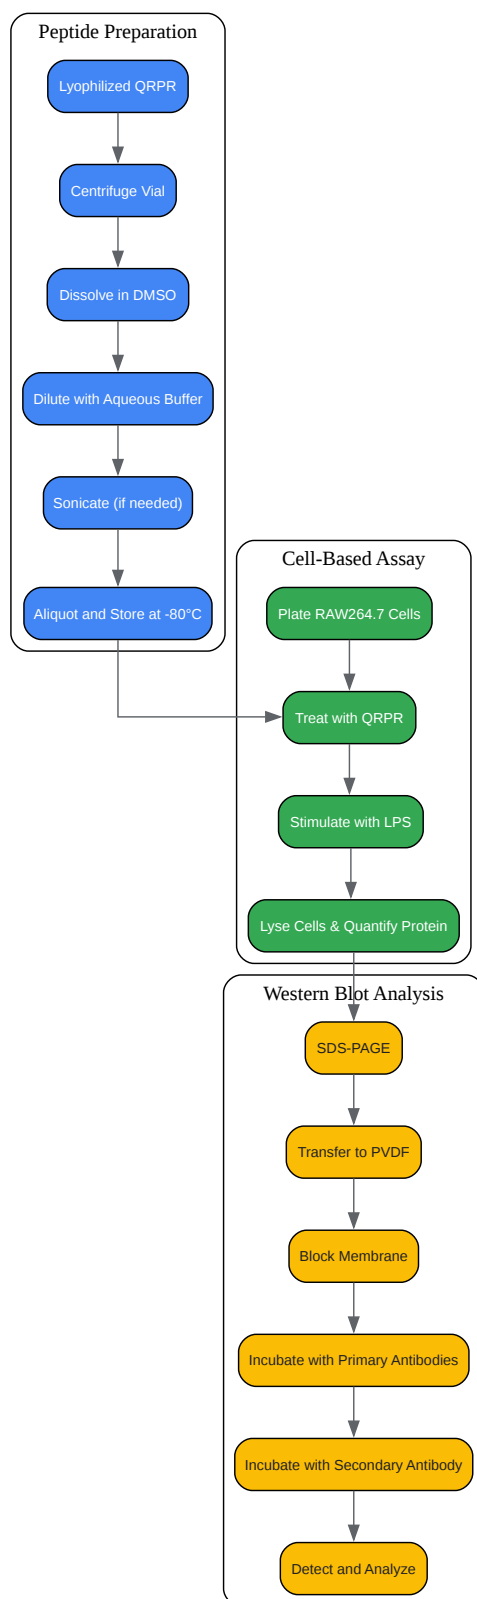 Peptide Preparation
Lyophilized QRPR
Centrifuge Vial
Dissolve in DMSO
Dilute with Aqueous Buffer
Sonicate (if needed)
Aliquot and Store at -80°C
Cell-Based Assay
Plate RAW264.7 Cells
Treat with QRPR
Stimulate with LPS
Lyse Cells & Quantify Protein
Western Blot Analysis
SDS-PAGE
Transfer to PVDF
Block Membrane
Incubate with Primary Antibodies
Incubate with Secondary Antibody
Detect and Analyze